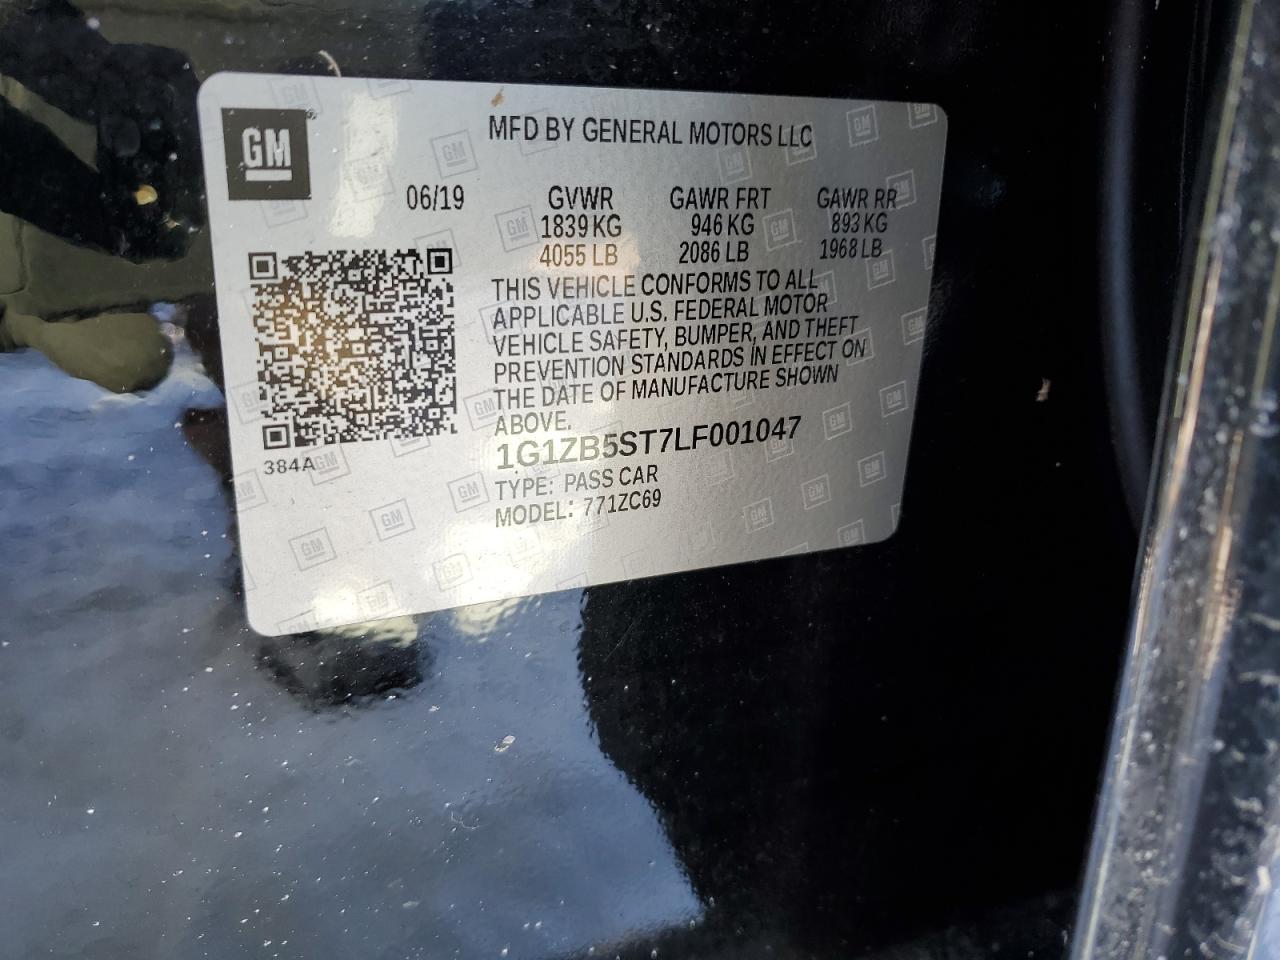 GM
MFD BY GENERAL MOTORS LLC
06/19 GVWR GAWR FRT GAWR RR
1839 KG 946 KG 893 KG
4055 LB 2086 LB 1968 LB
THIS VEHICLE CONFORMS TO ALL
APPLICABLE U.S. FEDERAL MOTOR
VEHICLE SAFETY, BUMPER, AND THEFT
PREVENTION STANDARDS IN EFFECT ON
THE DATE OF MANUFACTURE SHOWN
ABOVE.
1G1ZB5ST7LF001047
384A
TYPE: PASS CAR
MODEL: 771ZC69